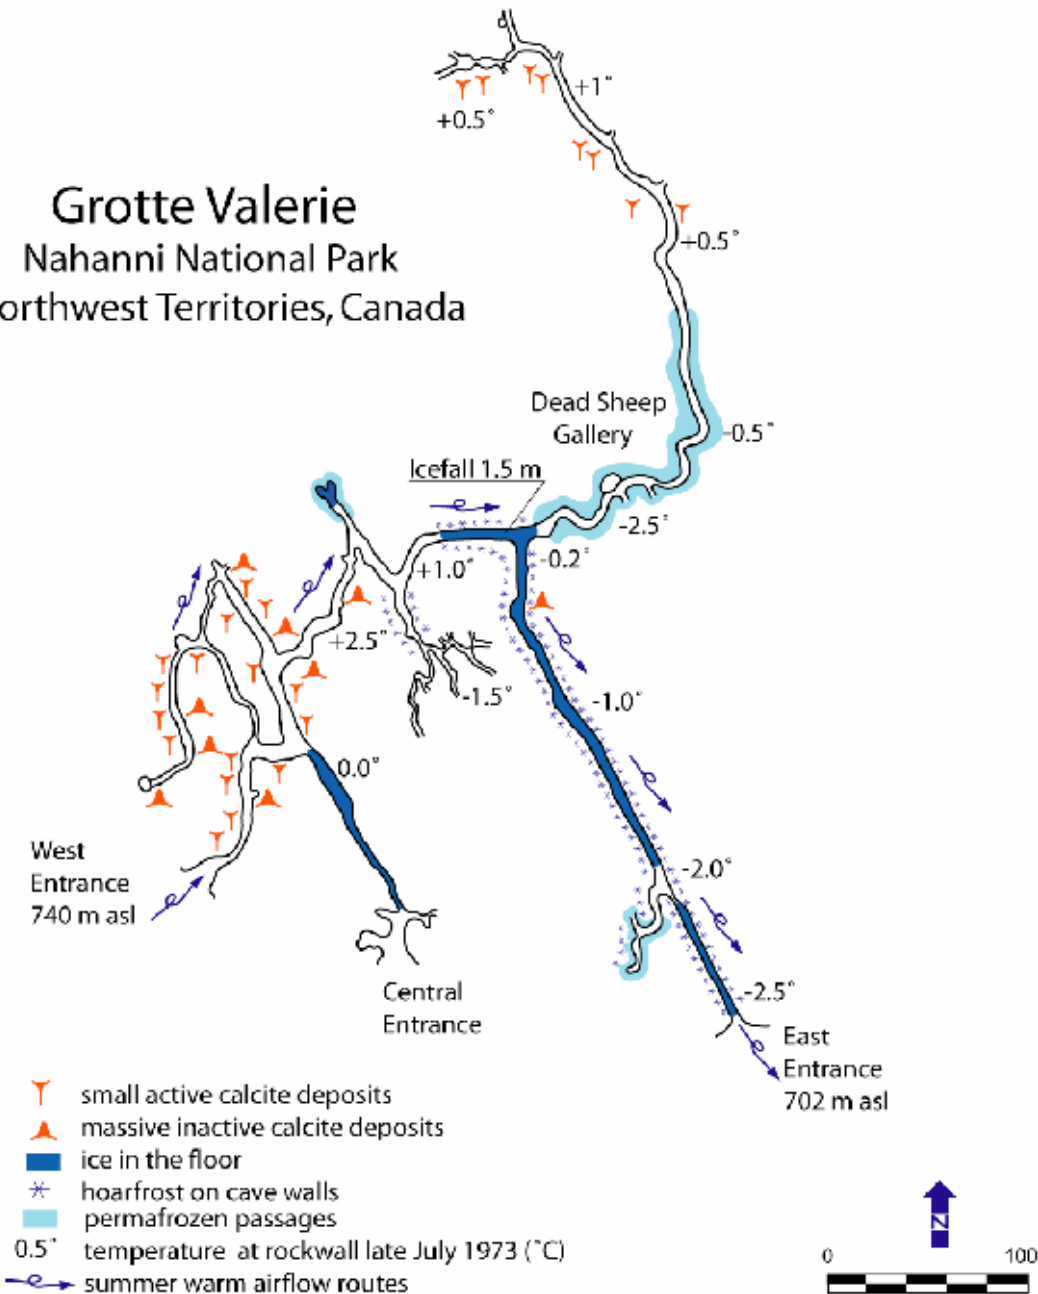 +1˚
+0.5˚
Grotte Valerie
Nahanni National Park
orthwest Territories, Canada
+0.5˚
Dead Sheep
Gallery
-0.5˚
Icefall 1.5 m
-2.5˚
-0.2˚
+1.0˚
+2.5˚
-1.5˚
-1.0˚
0.0˚
West
Entrance
740 m asl
-2.0˚
Central
Entrance
-2.5˚
East
Entrance
702 m asl
small active calcite deposits
massive inactive calcite deposits
ice in the floor
hoarfrost on cave walls
permafrozen passages
0.5˚ temperature at rockwall late July 1973 (˚C)
summer warm airflow routes
N
0 100